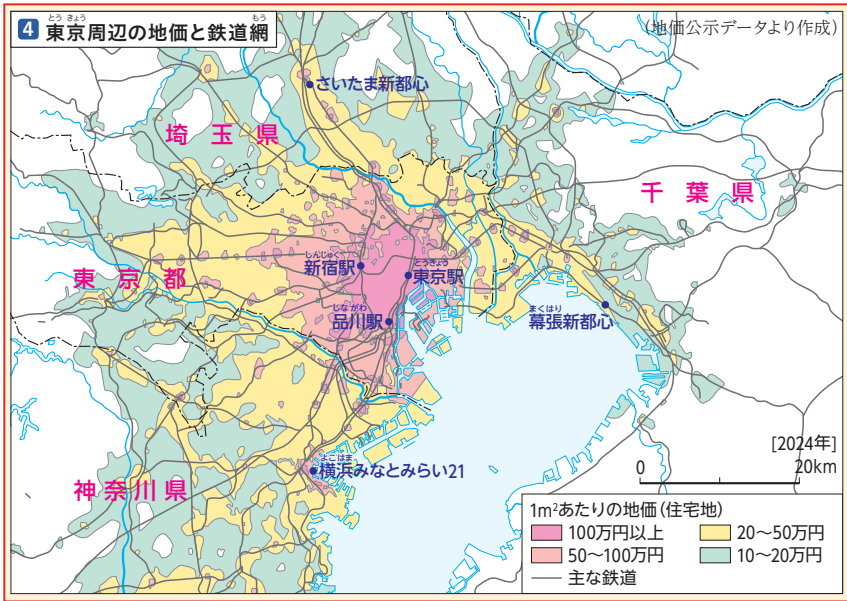 4 東京周辺の地価と鉄道網
とうきょう
もう
(地価公示データより作成)
さいたま新都心
埼玉県
千葉県
東京都
しんじゅく
新宿駅
とうきょう
東京駅
しながわ
品川駅
まくはり
幕張新都心
よこはま
横浜みなとみらい21
神奈川県
[2024年]
0 20km
1m²あたりの地価(住宅地)
100万円以上
20〜50万円
50〜100万円
10〜20万円
主な鉄道